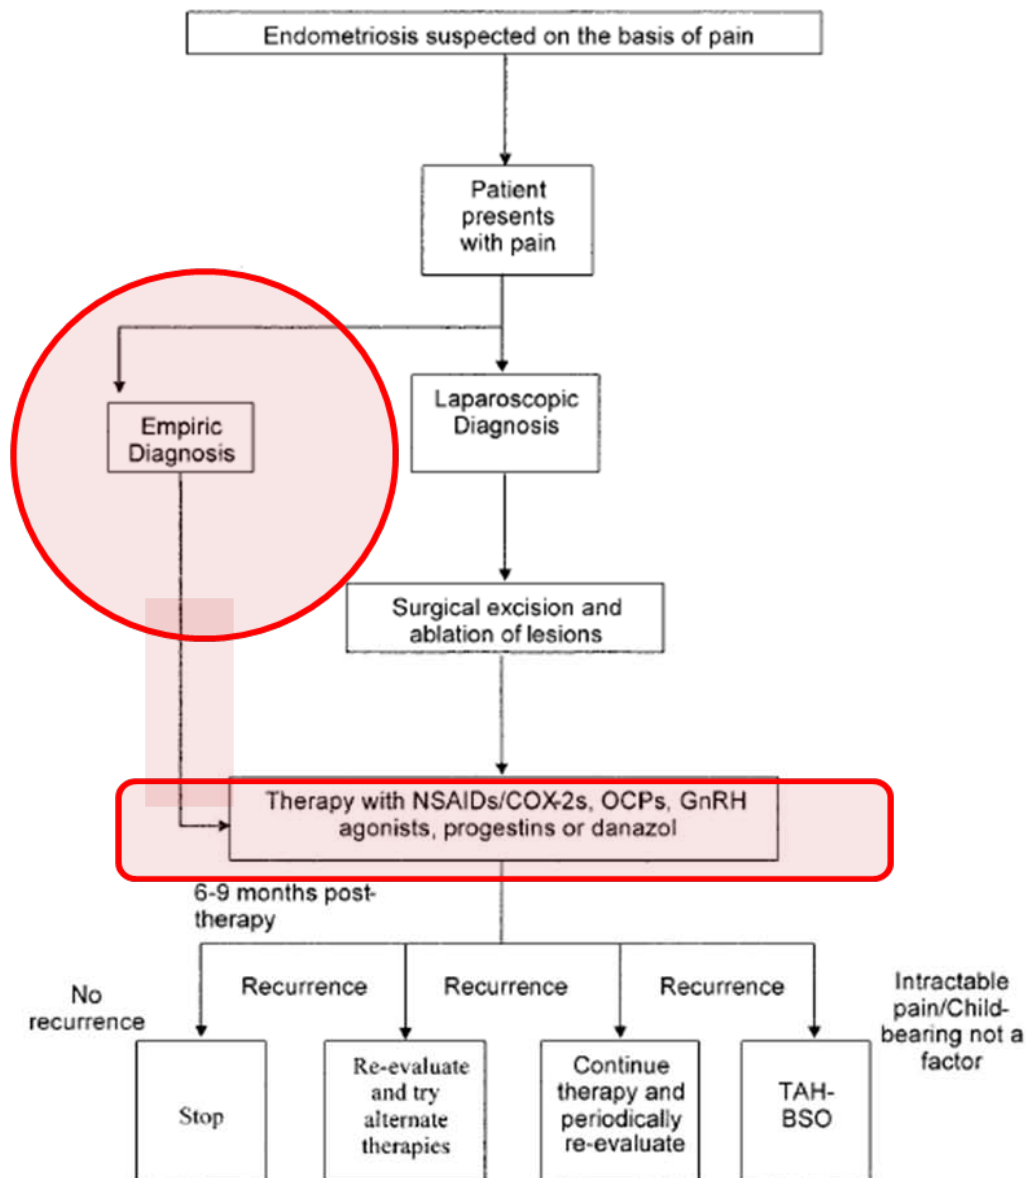 Endometriosis suspected on the basis of pain
Patient
presents
with pain
Empiric
Diagnosis
Laparoscopic
Diagnosis
Surgical excision and
ablation of lesions
Therapy with NSAIDs/COX-2s, OCPs, GnRH
agonists, progestins or danazol
6-9 months post-
therapy
No
recurrence
Recurrence
Recurrence
Recurrence
Intractable
pain/Child-
bearing not a
factor
Stop
Re-evaluate
and try
alternate
therapies
Continue
therapy and
periodically
re-evaluate
TAH-
BSO